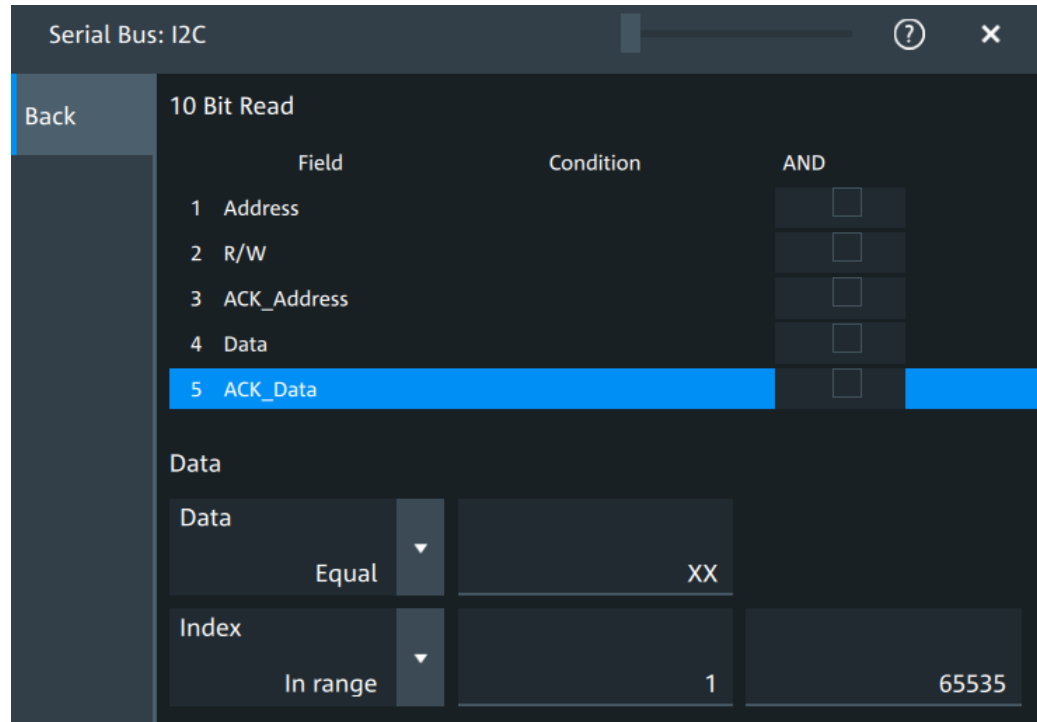 Serial Bus: I2C
?
×
Back
10 Bit Read
Field Condition AND
1 Address
2 R/W
3 ACK_Address
4 Data
5 ACK_Data
Data
Data
Equal XX
Index
In range 1 65535